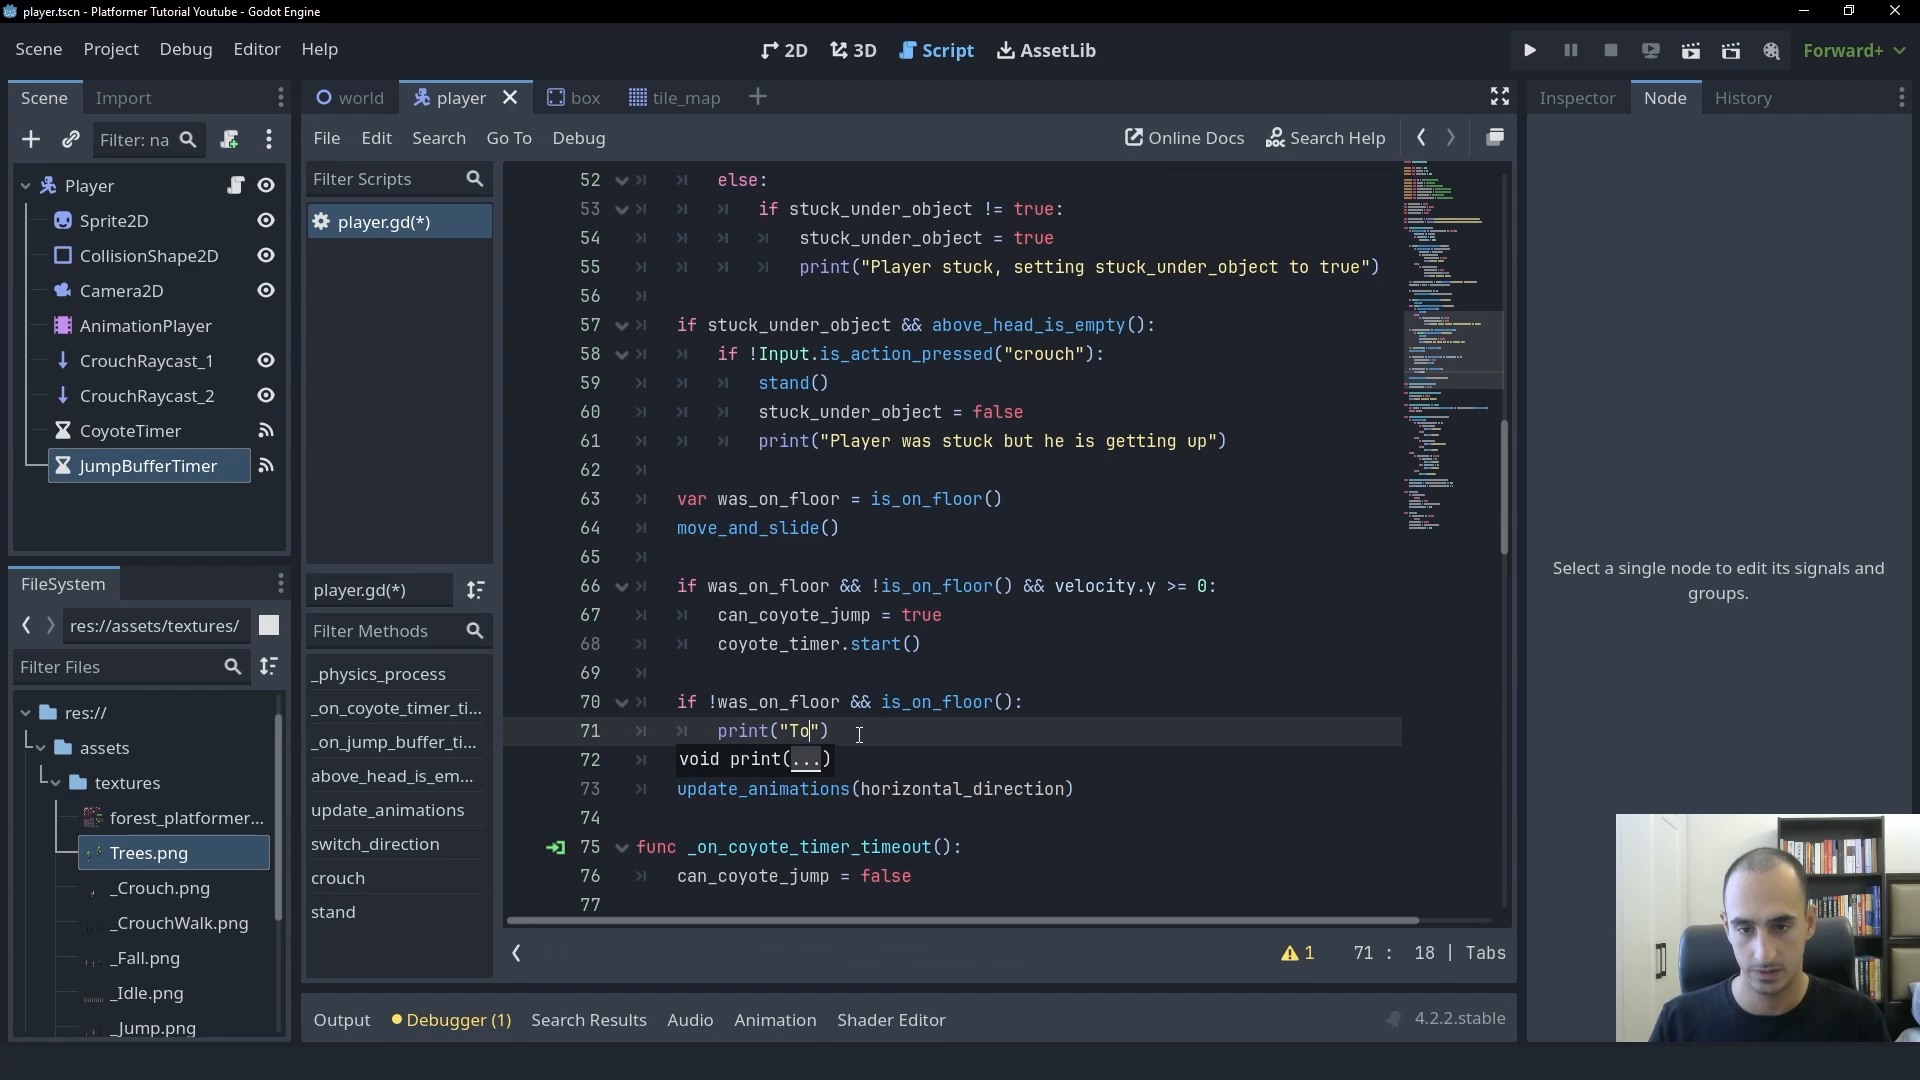 player.tscn - Platformer Tutorial Youtube - Godot Engine
Scene Project Debug Editor Help
2D 3D Script AssetLib
Forward+
Scene Import
Filter: na
Player
Sprite2D
CollisionShape2D
Camera2D
AnimationPlayer
CrouchRaycast_1
CrouchRaycast_2
CoyoteTimer
JumpBufferTimer
FileSystem
res://assets/textures/
Filter Files
res://
assets
textures
forest_platformer...
Trees.png
_Crouch.png
_CrouchWalk.png
_Fall.png
_Idle.png
_Jump.png
world player box tile_map
File Edit Search Go To Debug
Online Docs Search Help
Filter Scripts
player.gd(*)
player.gd(*)
Filter Methods
_physics_process
_on_coyote_timer_ti...
_on_jump_buffer_ti...
above_head_is_em...
update_animations
switch_direction
crouch
stand
52 else:
53 if stuck_under_object != true:
54 stuck_under_object = true
55 print("Player stuck, setting stuck_under_object to true")
56
57 if stuck_under_object && above_head_is_empty():
58 if !Input.is_action_pressed("crouch"):
59 stand()
60 stuck_under_object = false
61 print("Player was stuck but he is getting up")
62
63 var was_on_floor = is_on_floor()
64 move_and_slide()
65
66 if was_on_floor && !is_on_floor() && velocity.y >= 0:
67 can_coyote_jump = true
68 coyote_timer.start()
69
70 if !was_on_floor && is_on_floor():
71 print("To")
72 void print(...)
73 update_animations(horizontal_direction)
74
75 func _on_coyote_timer_timeout():
76 can_coyote_jump = false
77
1 71 : 18 | Tabs
Output Debugger (1) Search Results Audio Animation Shader Editor
4.2.2.stable
Inspector Node History
Select a single node to edit its signals and
groups.